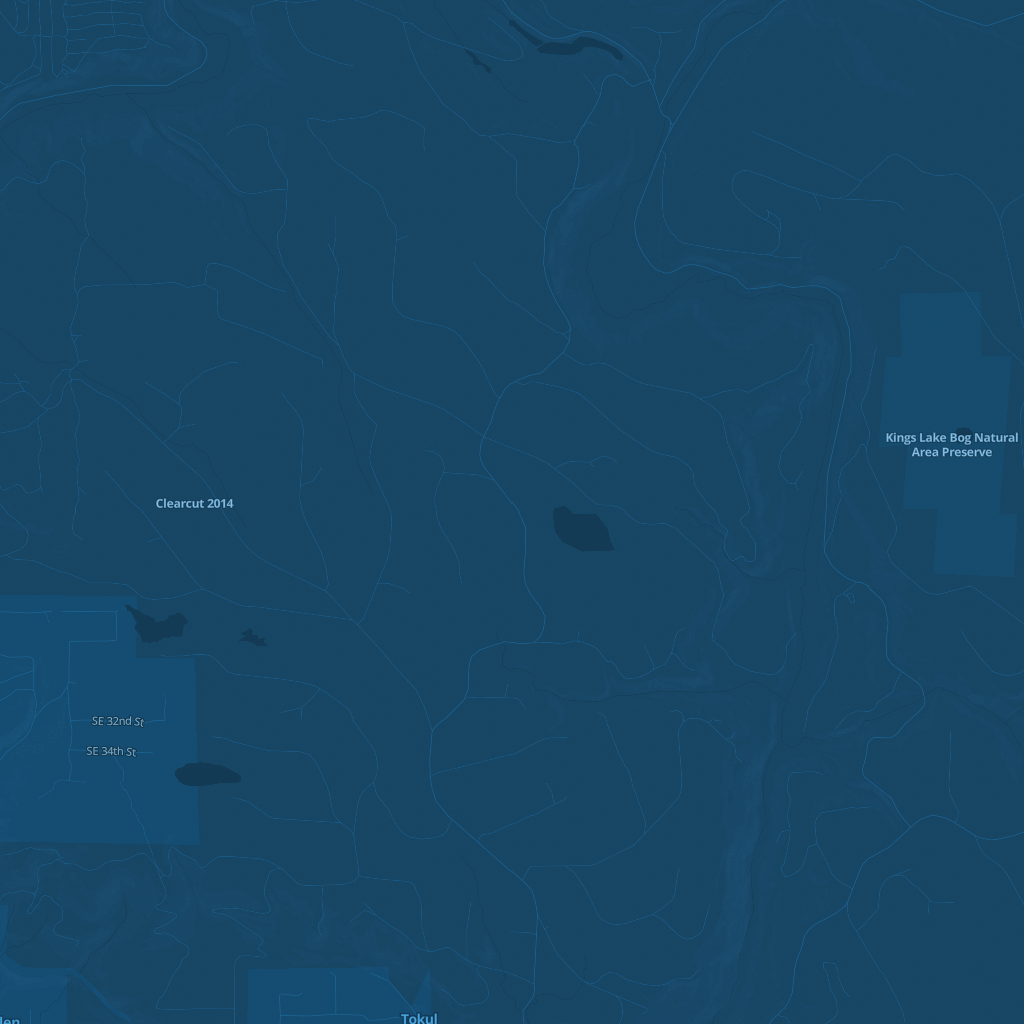 Kings Lake Bog Natural
Area Preserve
Clearcut 2014
SE 32nd St
SE 34th St
Tokul